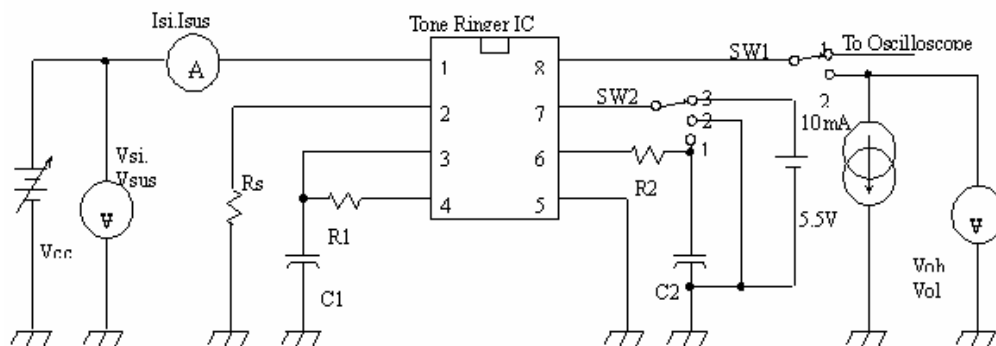 Isi.Isus
Tone Ringer IC
A
1
2
3
4
8
7
6
5
SW1
1
To Oscilloscope
2
SW2
3
2
1
10mA
Vsi.
Vsus
V
Vcc
Rs
R1
C1
R2
C2
5.5V
V
Voh
Vol